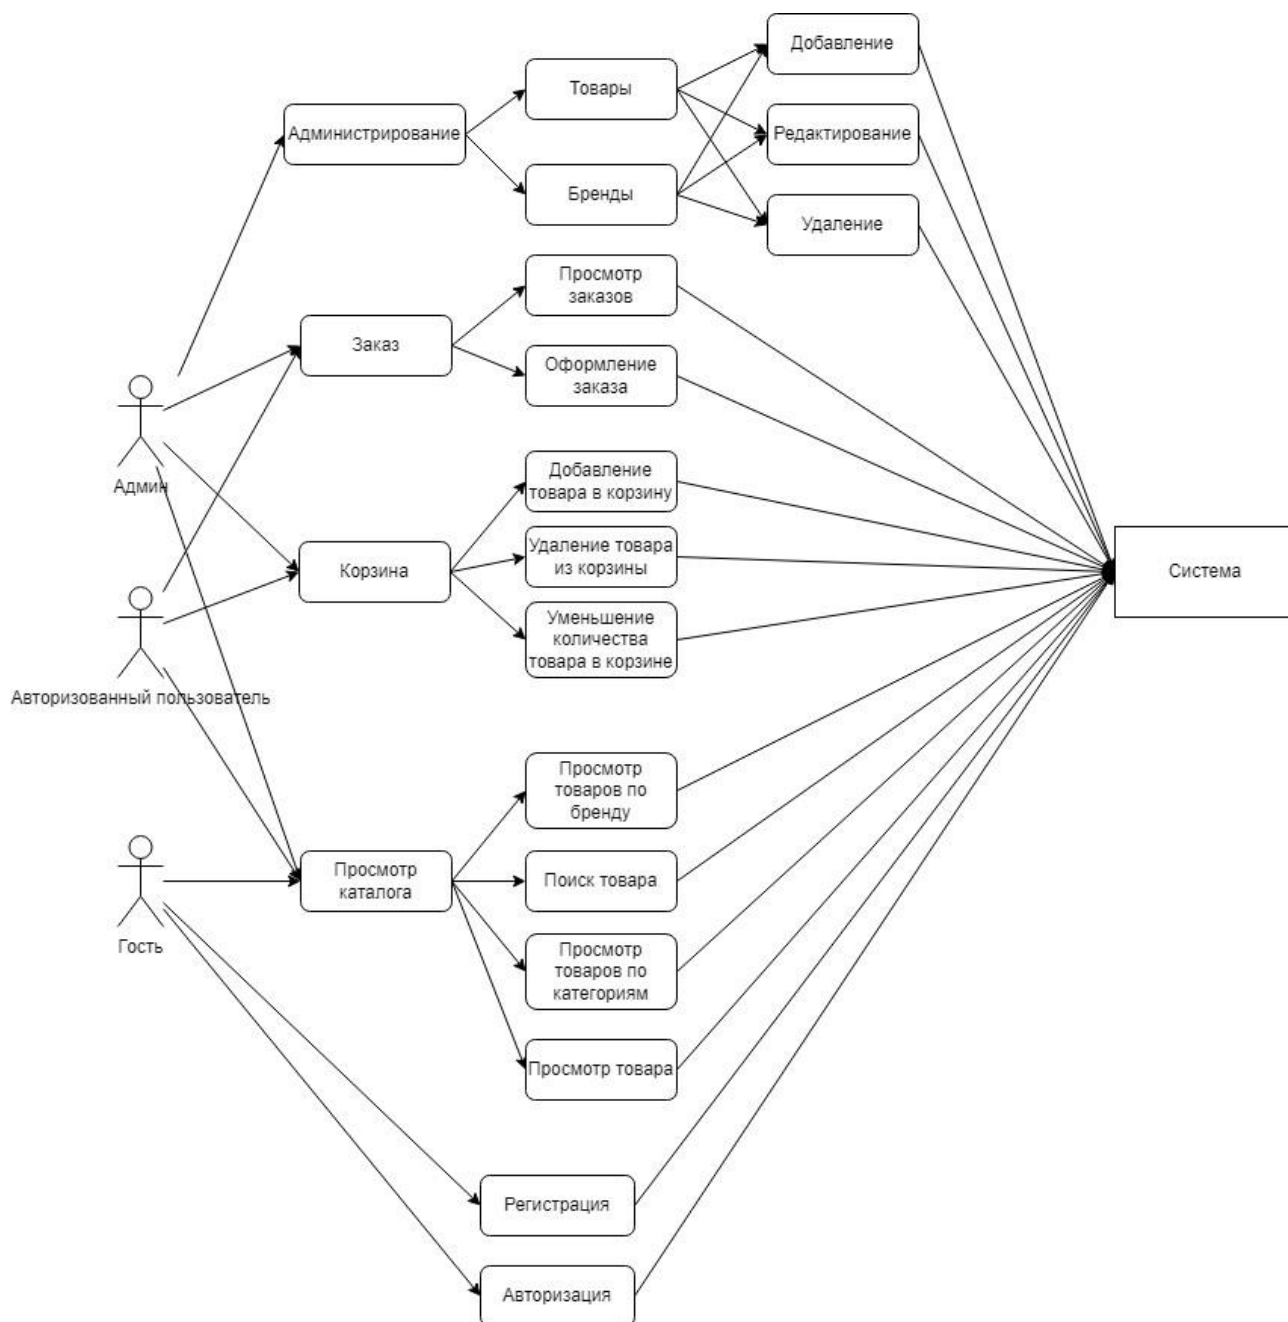 Добавление
Товары
Администрирование
Редактирование
Бренды
Удаление
Просмотр
заказов
Заказ
Оформление
заказа
Админ
Добавление
товара в корзину
Удаление товара
из корзины
Корзина
Система
Уменьшение
количества
товара в корзине
Авторизованный пользователь
Просмотр
товаров по
бренду
Просмотр
каталога
Поиск товара
Гость
Просмотр
товаров по
категориям
Просмотр товара
Регистрация
Авторизация